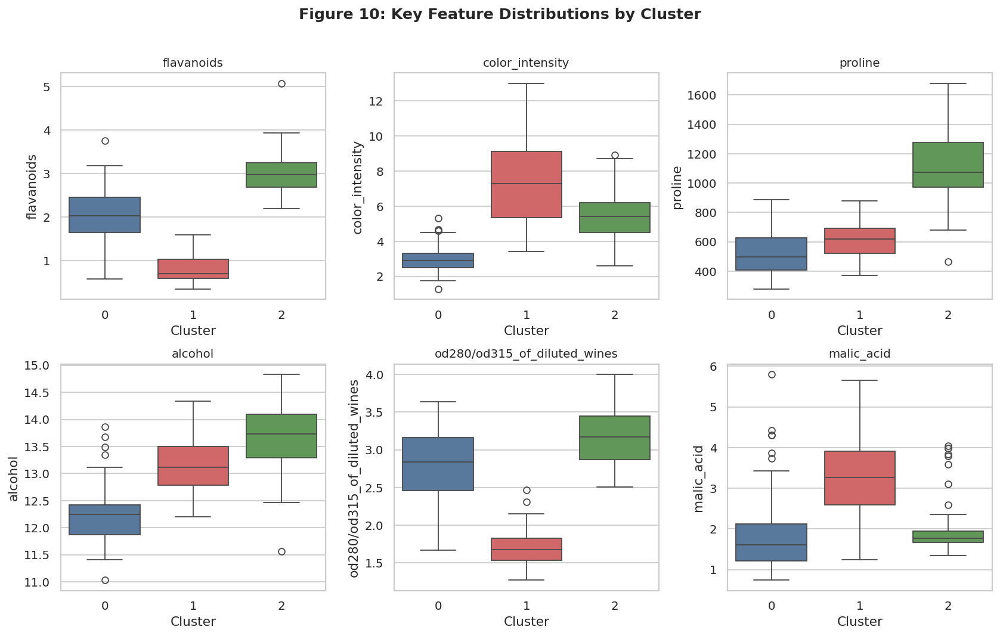 Figure 10: Key Feature Distributions by Cluster
flavanoids
flavanoids
5
4
3
2
1
0 1 2
Cluster
color_intensity
color_intensity
12
10
8
6
4
2
0 1 2
Cluster
proline
proline
1600
1400
1200
1000
800
600
400
0 1 2
Cluster
alcohol
alcohol
15.0
14.5
14.0
13.5
13.0
12.5
12.0
11.5
11.0
0 1 2
Cluster
od280/od315_of_diluted_wines
od280/od315_of_diluted_wines
4.0
3.5
3.0
2.5
2.0
1.5
0 1 2
Cluster
malic_acid
malic_acid
6
5
4
3
2
1
0 1 2
Cluster